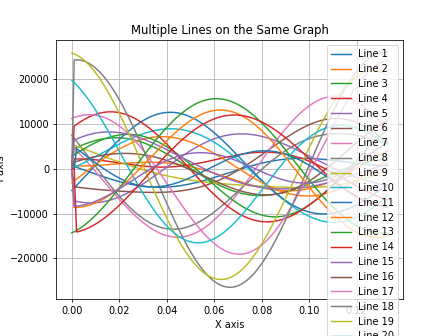 Multiple Lines on the Same Graph
20000
10000
0
−10000
−20000
axis
0.00
0.02
0.04
0.06
0.08
0.10
X axis
Line 1
Line 2
Line 3
Line 4
Line 5
Line 6
Line 7
Line 8
Line 9
Line 10
Line 11
Line 12
Line 13
Line 14
Line 15
Line 16
Line 17
Line 18
Line 19
Line 20